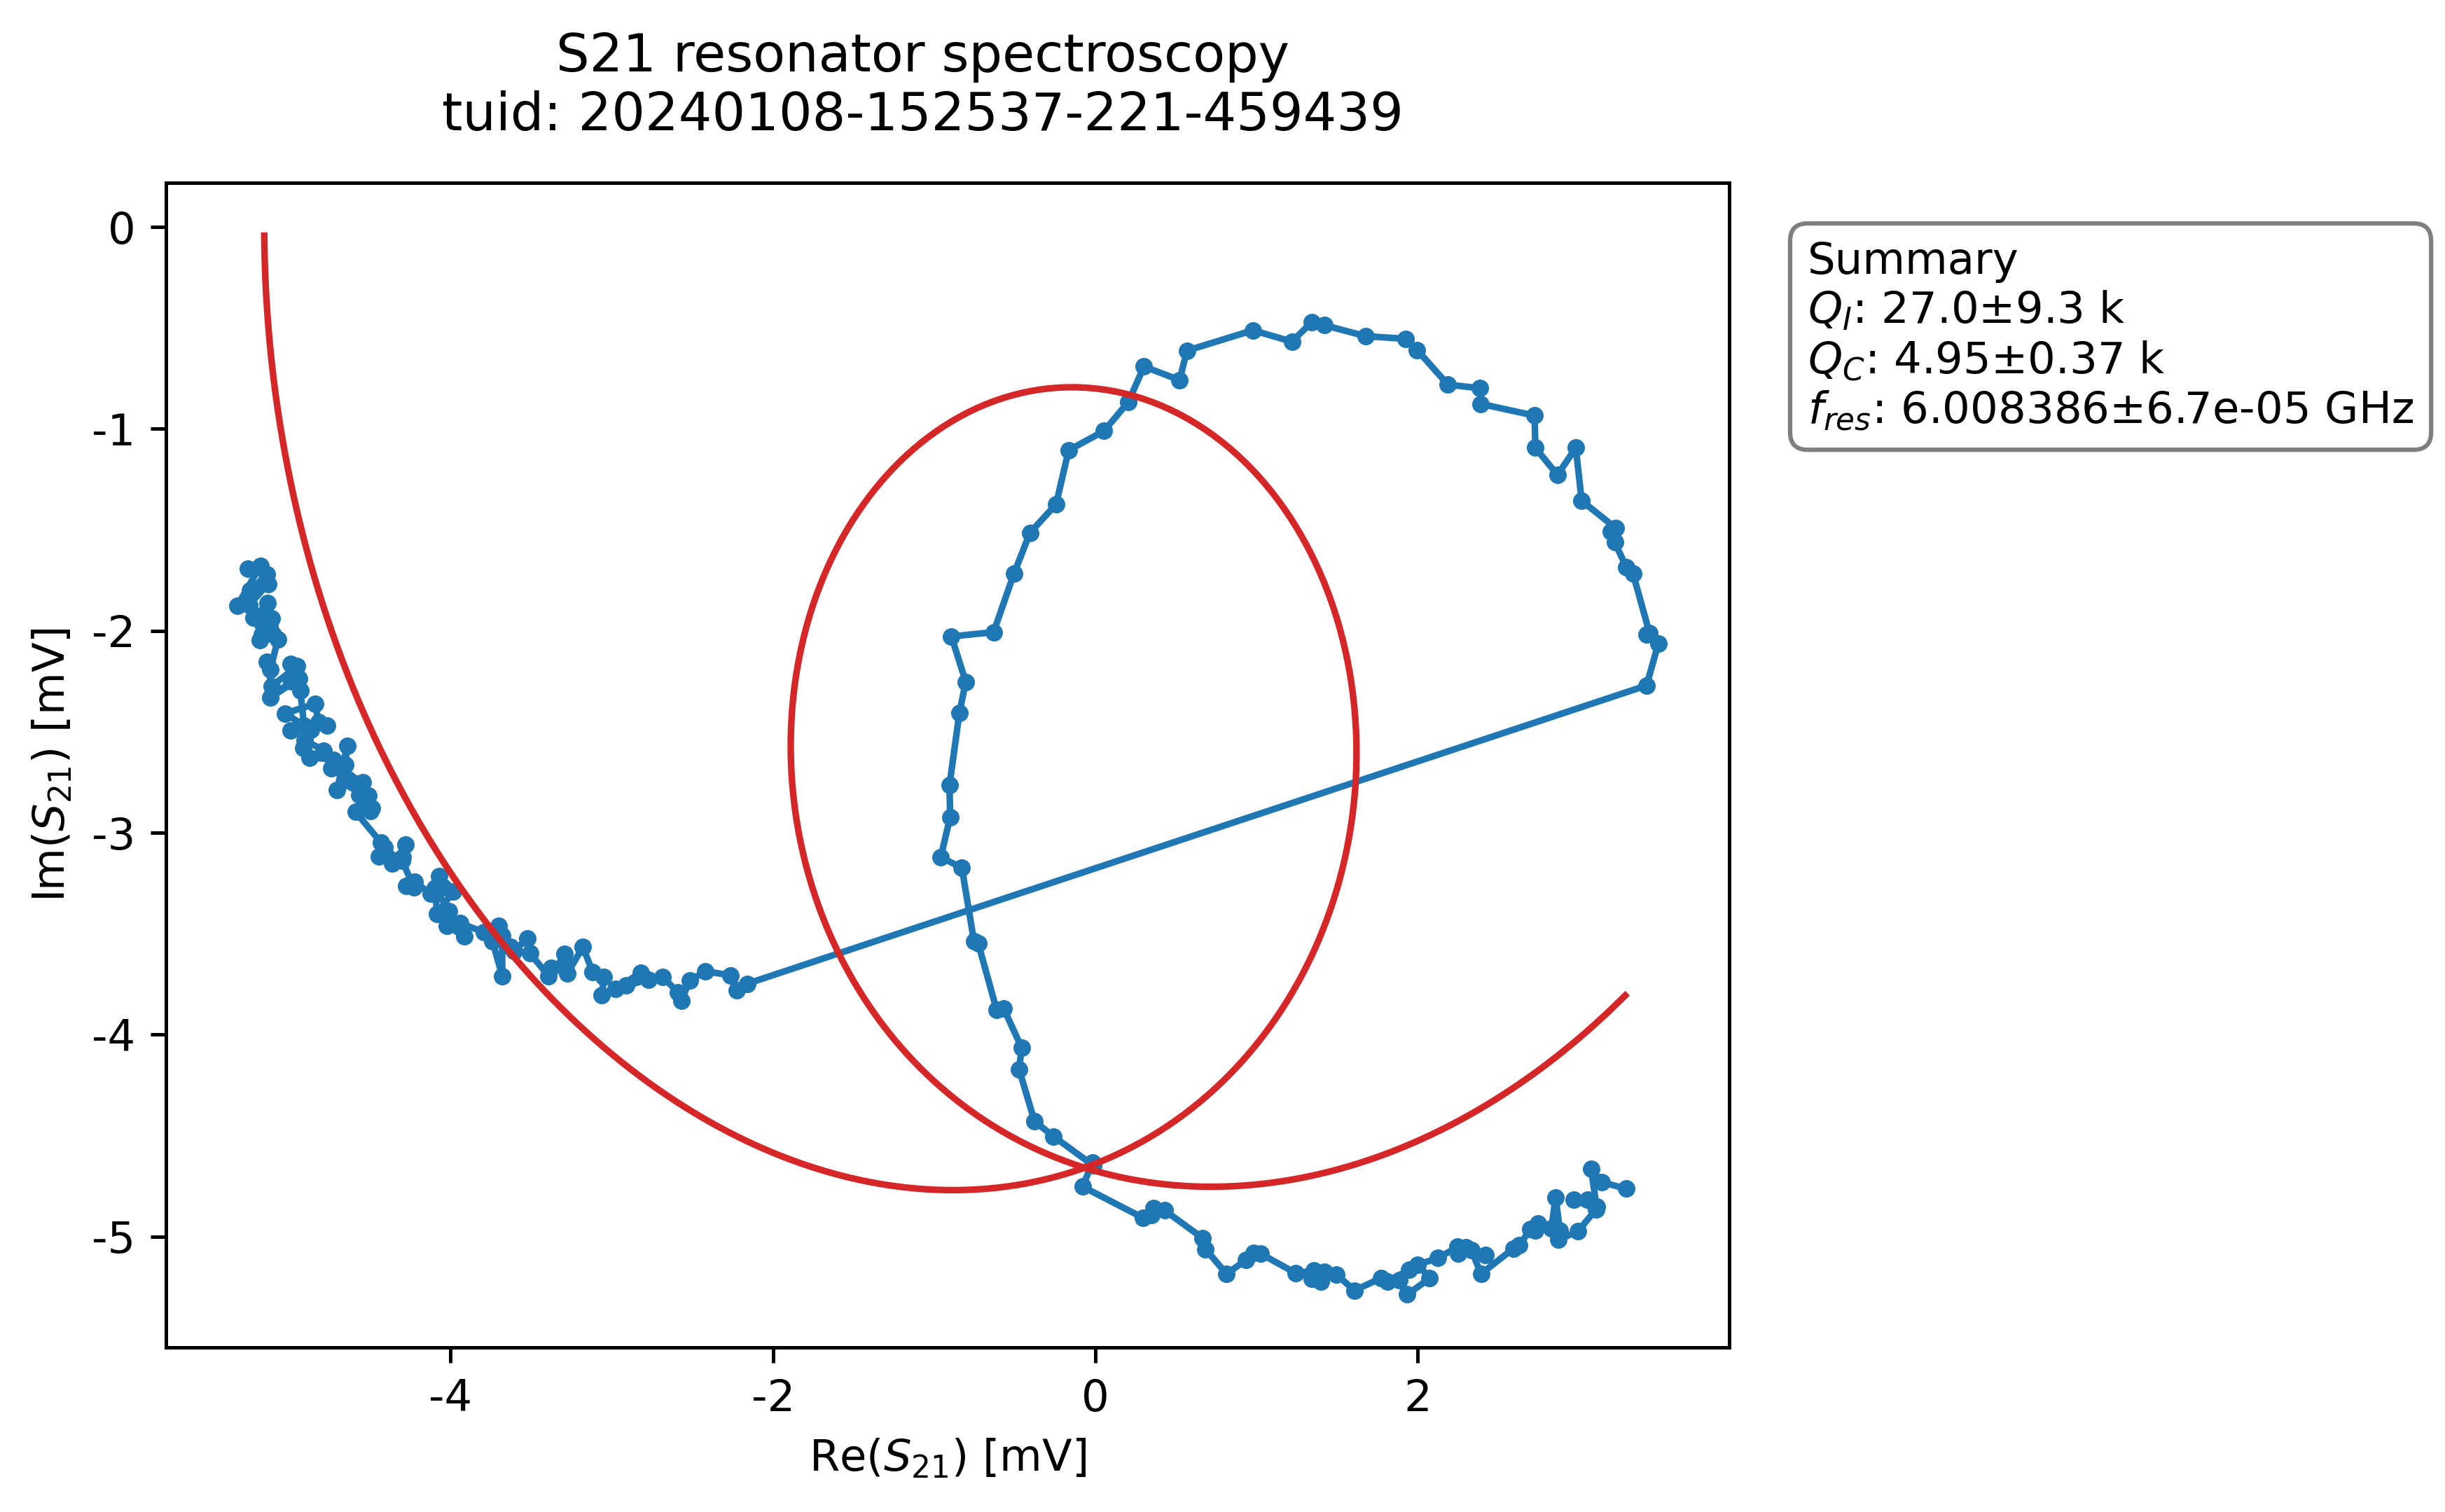 S21 resonator spectroscopy
tuid: 20240108-152537-221-459439
0
-1
-2
-3
-4
-5
Im(S₂₁) [mV]
-4
-2
0
2
Re(S₂₁) [mV]
Summary
Qₗ: 27.0±9.3 k
Q_C: 4.95±0.37 k
f_res: 6.008386±6.7e-05 GHz